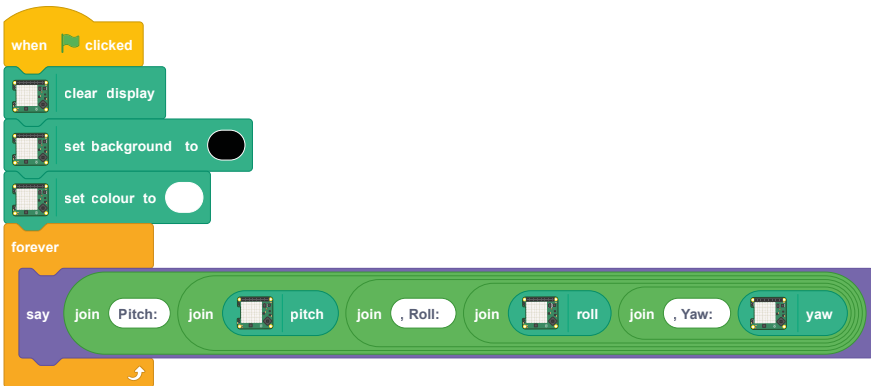 when clicked
clear display
set background to
set colour to
forever
say join Pitch: join pitch join , Roll: join roll join , Yaw: yaw